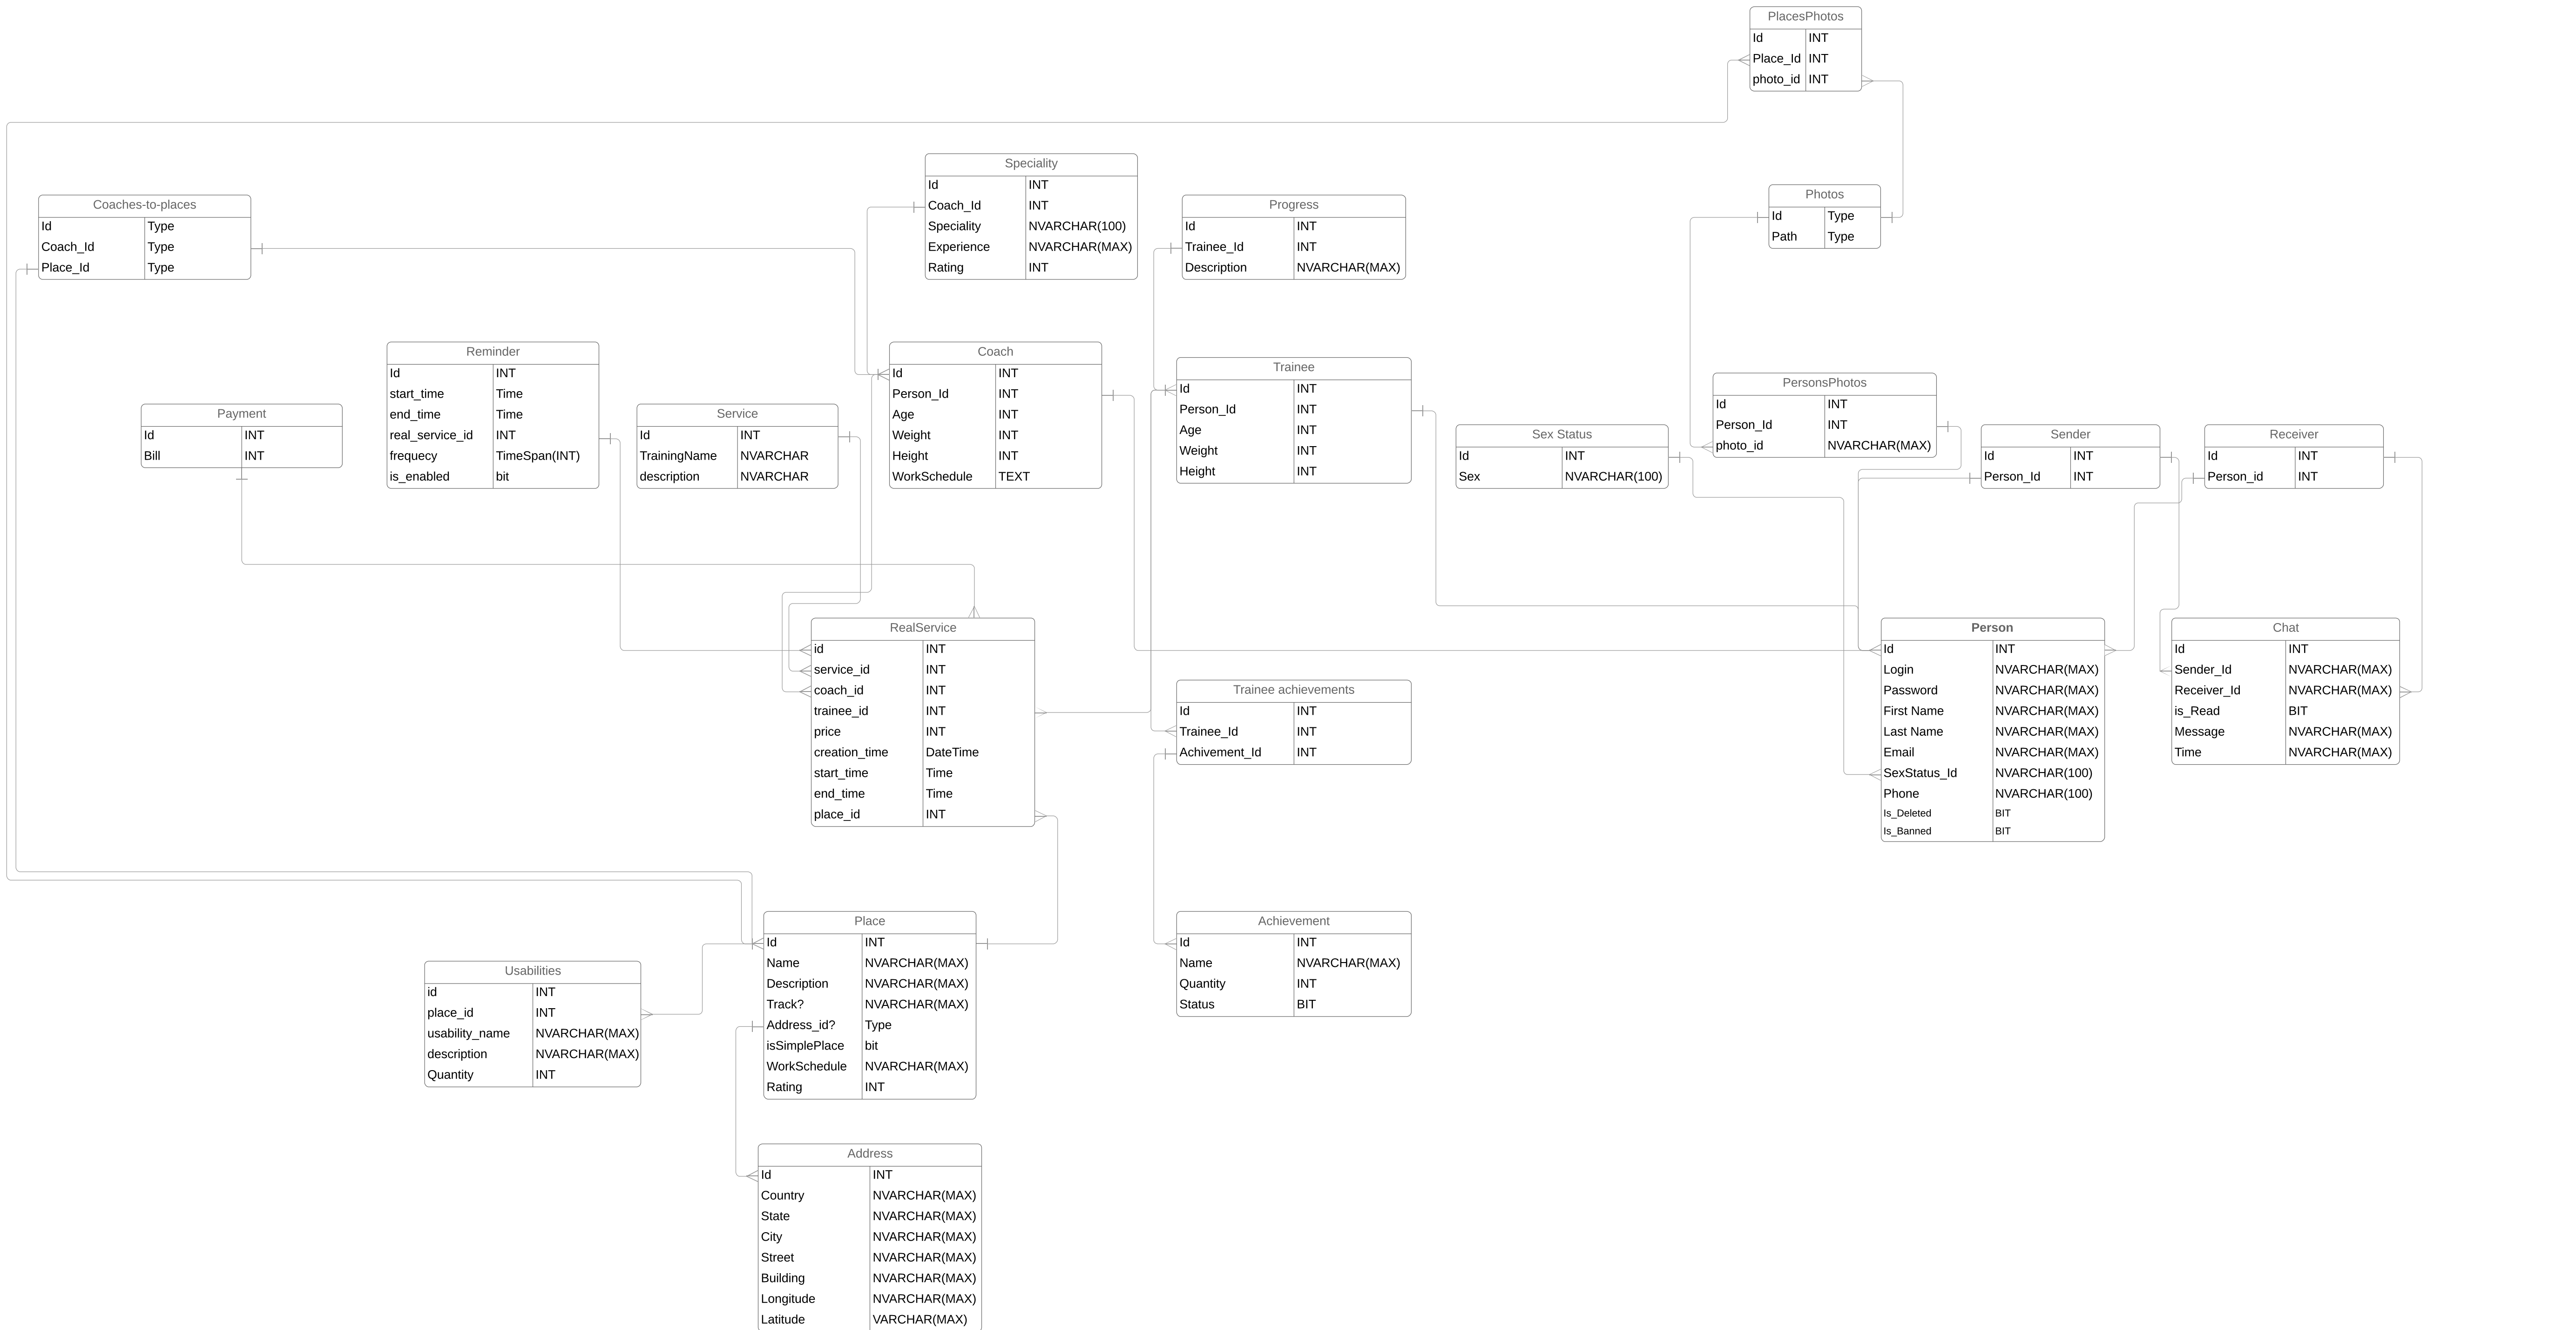 PlacesPhotos
Id INT
Place_Id INT
photo_id INT
Speciality
Id INT
Coach_Id INT
Speciality NVARCHAR(100)
Experience NVARCHAR(MAX)
Rating INT
Photos
Id Type
Path Type
Coaches-to-places
Id Type
Coach_Id Type
Place_Id Type
Progress
Id INT
Trainee_Id INT
Description NVARCHAR(MAX)
Reminder
Id INT
start_time Time
end_time Time
real_service_id INT
frequecy TimeSpan(INT)
is_enabled bit
Coach
Id INT
Person_Id INT
Age INT
Weight INT
Height INT
WorkSchedule TEXT
Trainee
Id INT
Person_Id INT
Age INT
Weight INT
Height INT
PersonsPhotos
Id INT
Person_Id INT
photo_id NVARCHAR(MAX)
Payment
Id INT
Bill INT
Service
Id INT
TrainingName NVARCHAR
description NVARCHAR
Sex Status
Id INT
Sex NVARCHAR(100)
Sender
Id INT
Person_Id INT
Receiver
Id INT
Person_id INT
RealService
id INT
service_id INT
coach_id INT
trainee_id INT
price INT
creation_time DateTime
start_time Time
end_time Time
place_id INT
Person
Id INT
Login NVARCHAR(MAX)
Password NVARCHAR(MAX)
First Name NVARCHAR(MAX)
Last Name NVARCHAR(MAX)
Email NVARCHAR(MAX)
SexStatus_Id NVARCHAR(100)
Phone NVARCHAR(100)
Is_Deleted BIT
Is_Banned BIT
Chat
Id INT
Sender_Id NVARCHAR(MAX)
Receiver_Id NVARCHAR(MAX)
is_Read BIT
Message NVARCHAR(MAX)
Time NVARCHAR(MAX)
Trainee achievements
Id INT
Trainee_Id INT
Achivement_Id INT
Place
Id INT
Name NVARCHAR(MAX)
Description NVARCHAR(MAX)
Track? NVARCHAR(MAX)
Address_id? Type
isSimplePlace bit
WorkSchedule NVARCHAR(MAX)
Rating INT
Achievement
Id INT
Name NVARCHAR(MAX)
Quantity INT
Status BIT
Usabilities
id INT
place_id INT
usability_name NVARCHAR(MAX)
description NVARCHAR(MAX)
Quantity INT
Address
Id INT
Country NVARCHAR(MAX)
State NVARCHAR(MAX)
City NVARCHAR(MAX)
Street NVARCHAR(MAX)
Building NVARCHAR(MAX)
Longitude NVARCHAR(MAX)
Latitude VARCHAR(MAX)